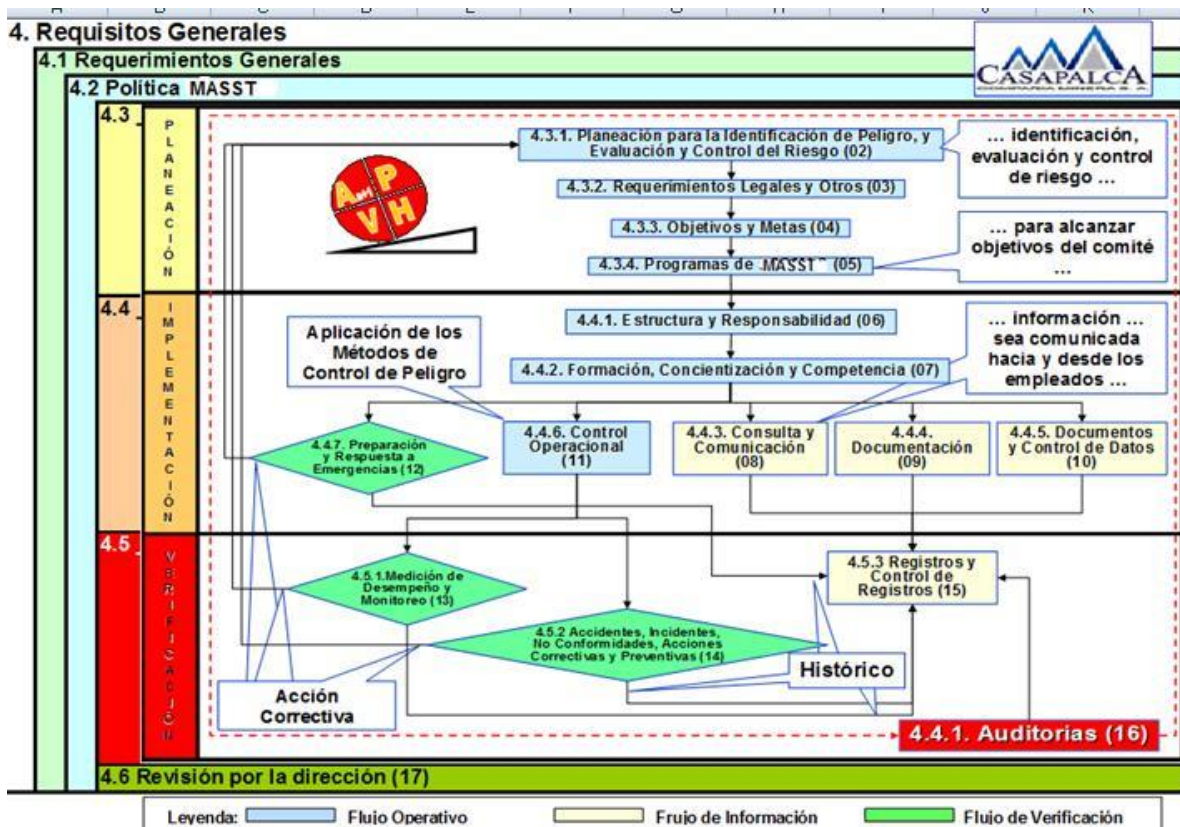 4. Requisitos Generales
4.1 Requerimientos Generales
4.2 Política MASST
CASAPALCA
COMPAÑIA MINERA S. A.
4.3
PLANEACIÓN
A P
V H
4.3.1. Planeación para la Identificación de Peligro, y
Evaluación y Control del Riesgo (02)
... identificación,
evaluación y control
de riesgo ...
4.3.2. Requerimientos Legales y Otros (03)
4.3.3. Objetivos y Metas (04)
4.3.4. Programas de MASST (05)
... para alcanzar
objetivos del comité
...
4.4
IMPLEMENTACIÓN
Aplicación de los
Métodos de
Control de Peligro
4.4.1. Estructura y Responsabilidad (06)
4.4.2. Formación, Concientización y Competencia (07)
... información ...
sea comunicada
hacia y desde los
empleados ...
4.4.7. Preparación
y Respuesta a
Emergencias (12)
4.4.6. Control
Operacional
(11)
4.4.3. Consulta y
Comunicación
(08)
4.4.4.
Documentación
(09)
4.4.5. Documentos
y Control de Datos
(10)
4.5
VERIFICACIÓN
4.5.1.Medición de
Desempeño y
Monitoreo (13)
4.5.2 Accidentes, Incidentes,
No Conformidades, Acciones
Correctivas y Preventivas (14)
4.5.3 Registros y
Control de
Registros
(15)
Acción
Correctiva
Histórico
4.4.1. Auditorias (16)
4.6 Revisión por la dirección (17)
Leyenda:
Flujo Operativo
Frujo de Información
Flujo de Verificación